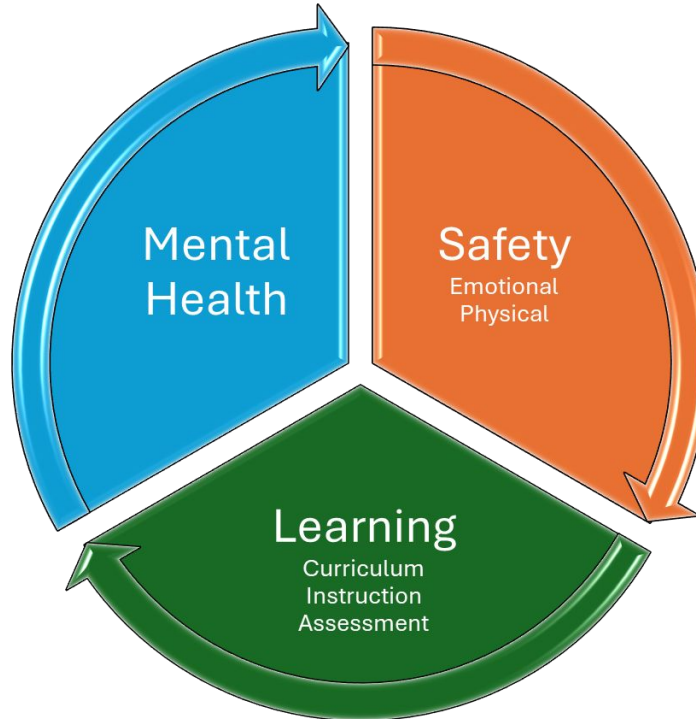 Mental
Health
Safety
Emotional
Physical
Learning
Curriculum
Instruction
Assessment